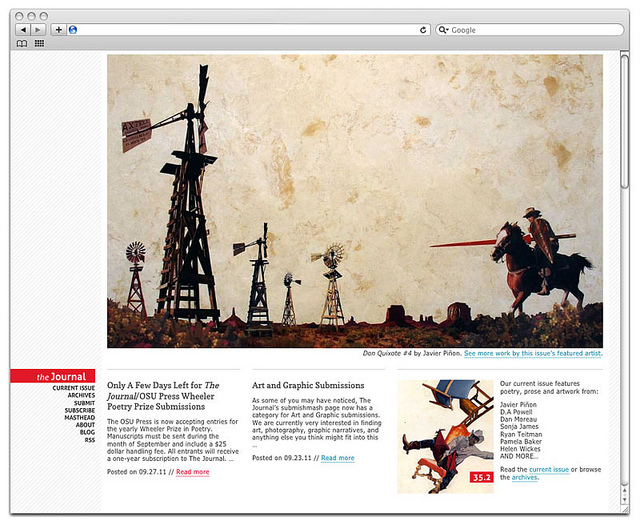 Google
Don Quixote #4 by Javier Piñon. See more work by this issue's featured artist.
the Journal
CURRENT ISSUE
ARCHIVES
SUBMIT
SUBSCRIBE
MASTHEAD
ABOUT
BLOG
RSS
Only A Few Days Left for The
Journal/OSU Press Wheeler
Poetry Prize Submissions
The OSU Press is now accepting entries for
the yearly Wheeler Prize in Poetry.
Manuscripts must be sent during the
month of September and include a $25
dollar handling fee. All entrants will receive
a one-year subscription to The Journal. ...
Posted on 09.27.11 // Read more
Art and Graphic Submissions
As some of you may have noticed, The
Journal's submishmash page now has a
category for Art and Graphic submissions.
We are currently very interested in finding
art, photography, graphic narratives, and
anything else you think might fit into this
...
Posted on 09.23.11 // Read more
35.2
Our current issue features
poetry, prose and artwork from:
Javier Piñon
D.A Powell
Dan Moreau
Sonja James
Ryan Teitman
Pamela Baker
Helen Wickes
AND MORE...
Read the current issue or browse
the archives.